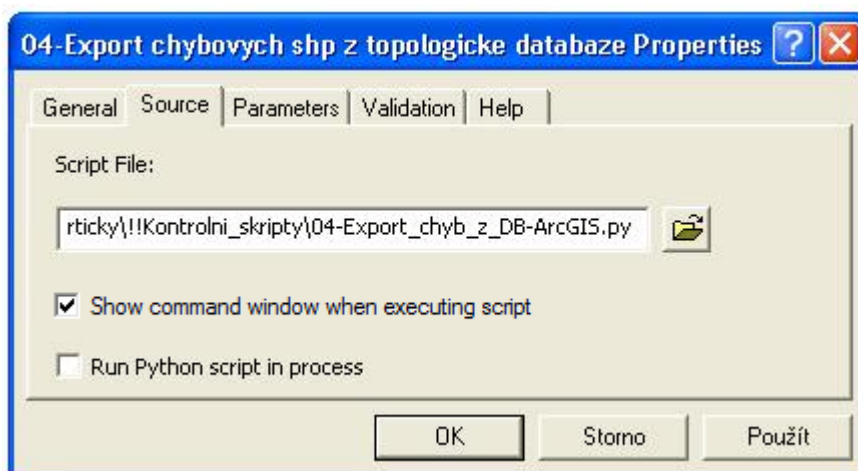 04-Export chybovych shp z topologicke databaze Properties
General Source Parameters Validation Help
Script File:
rticky\!!Kontrolni_skripty\04-Export_chyb_z_DB-ArcGIS.py
Show command window when executing script
Run Python script in process
OK Storno Použít